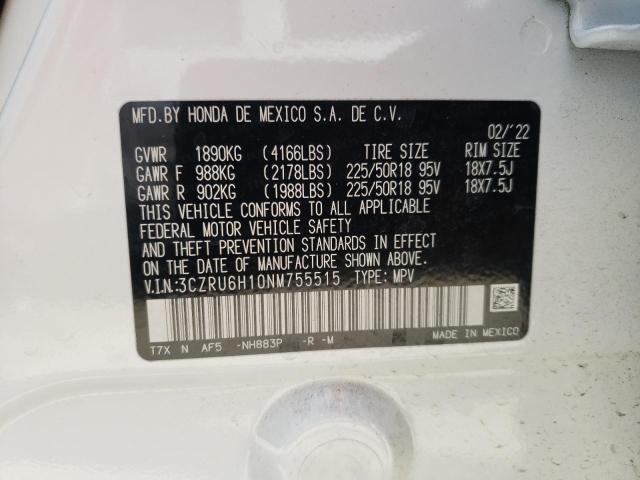 MFD.BY HONDA DE MEXICO S.A. DE C.V.
02/'22
GVWR 1890KG (4166LBS) TIRE SIZE RIM SIZE
GAWR F 988KG (2178LBS) 225/50R18 95V 18X7.5J
GAWR R 902KG (1988LBS) 225/50R18 95V 18X7.5J
THIS VEHICLE CONFORMS TO ALL APPLICABLE
FEDERAL MOTOR VEHICLE SAFETY
AND THEFT PREVENTION STANDARDS IN EFFECT
ON THE DATE OF MANUFACTURE SHOWN ABOVE.
V.I.N:3CZRU6H10NM755515 TYPE: MPV
T7X N AF5 -NH883P -R -M MADE IN MEXICO